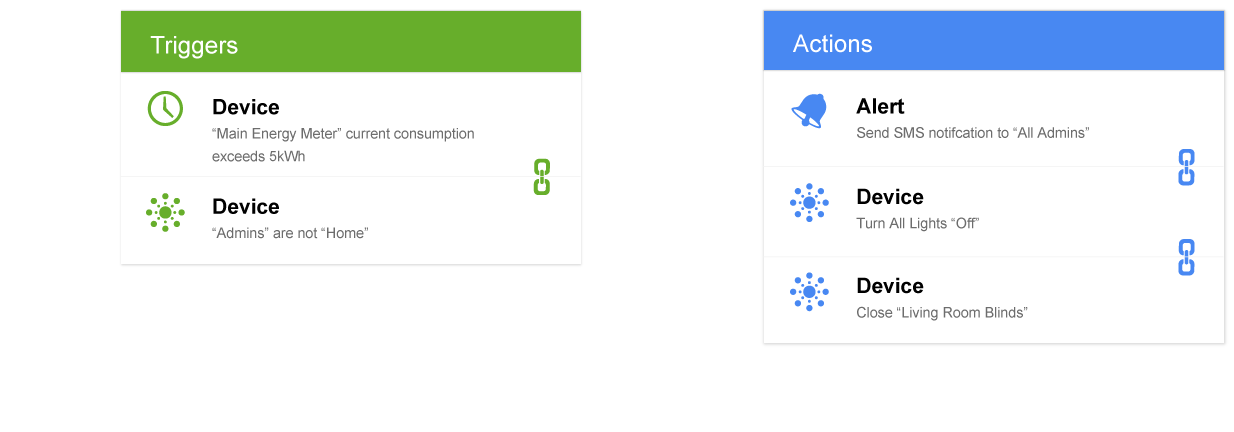 Triggers
Device
“Main Energy Meter” current consumption
exceeds 5kWh
Device
“Admins” are not “Home”
Actions
Alert
Send SMS notifcation to “All Admins”
Device
Turn All Lights “Off”
Device
Close “Living Room Blinds”